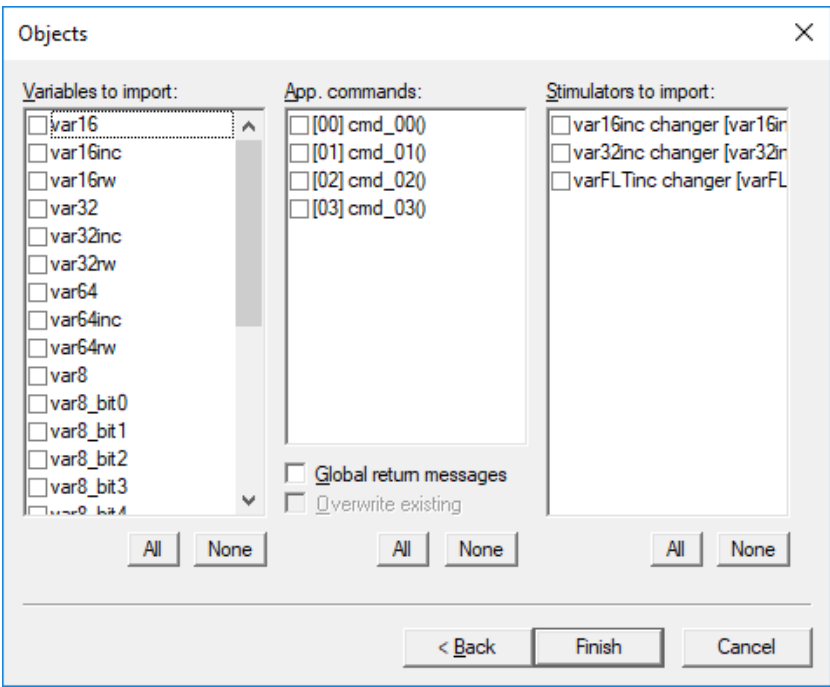 Objects
Variables to import:
var16
var16inc
var16rw
var32
var32inc
var32rw
var64
var64inc
var64rw
var8
var8_bit0
var8_bit1
var8_bit2
var8_bit3
var8_bit4
All
None
App. commands:
[00] cmd_00()
[01] cmd_01()
[02] cmd_02()
[03] cmd_03()
Global return messages
Overwrite existing
All
None
Stimulators to import:
var16inc changer [var16in
var32inc changer [var32in
varFLTinc changer [varFL
All
None
< Back
Finish
Cancel